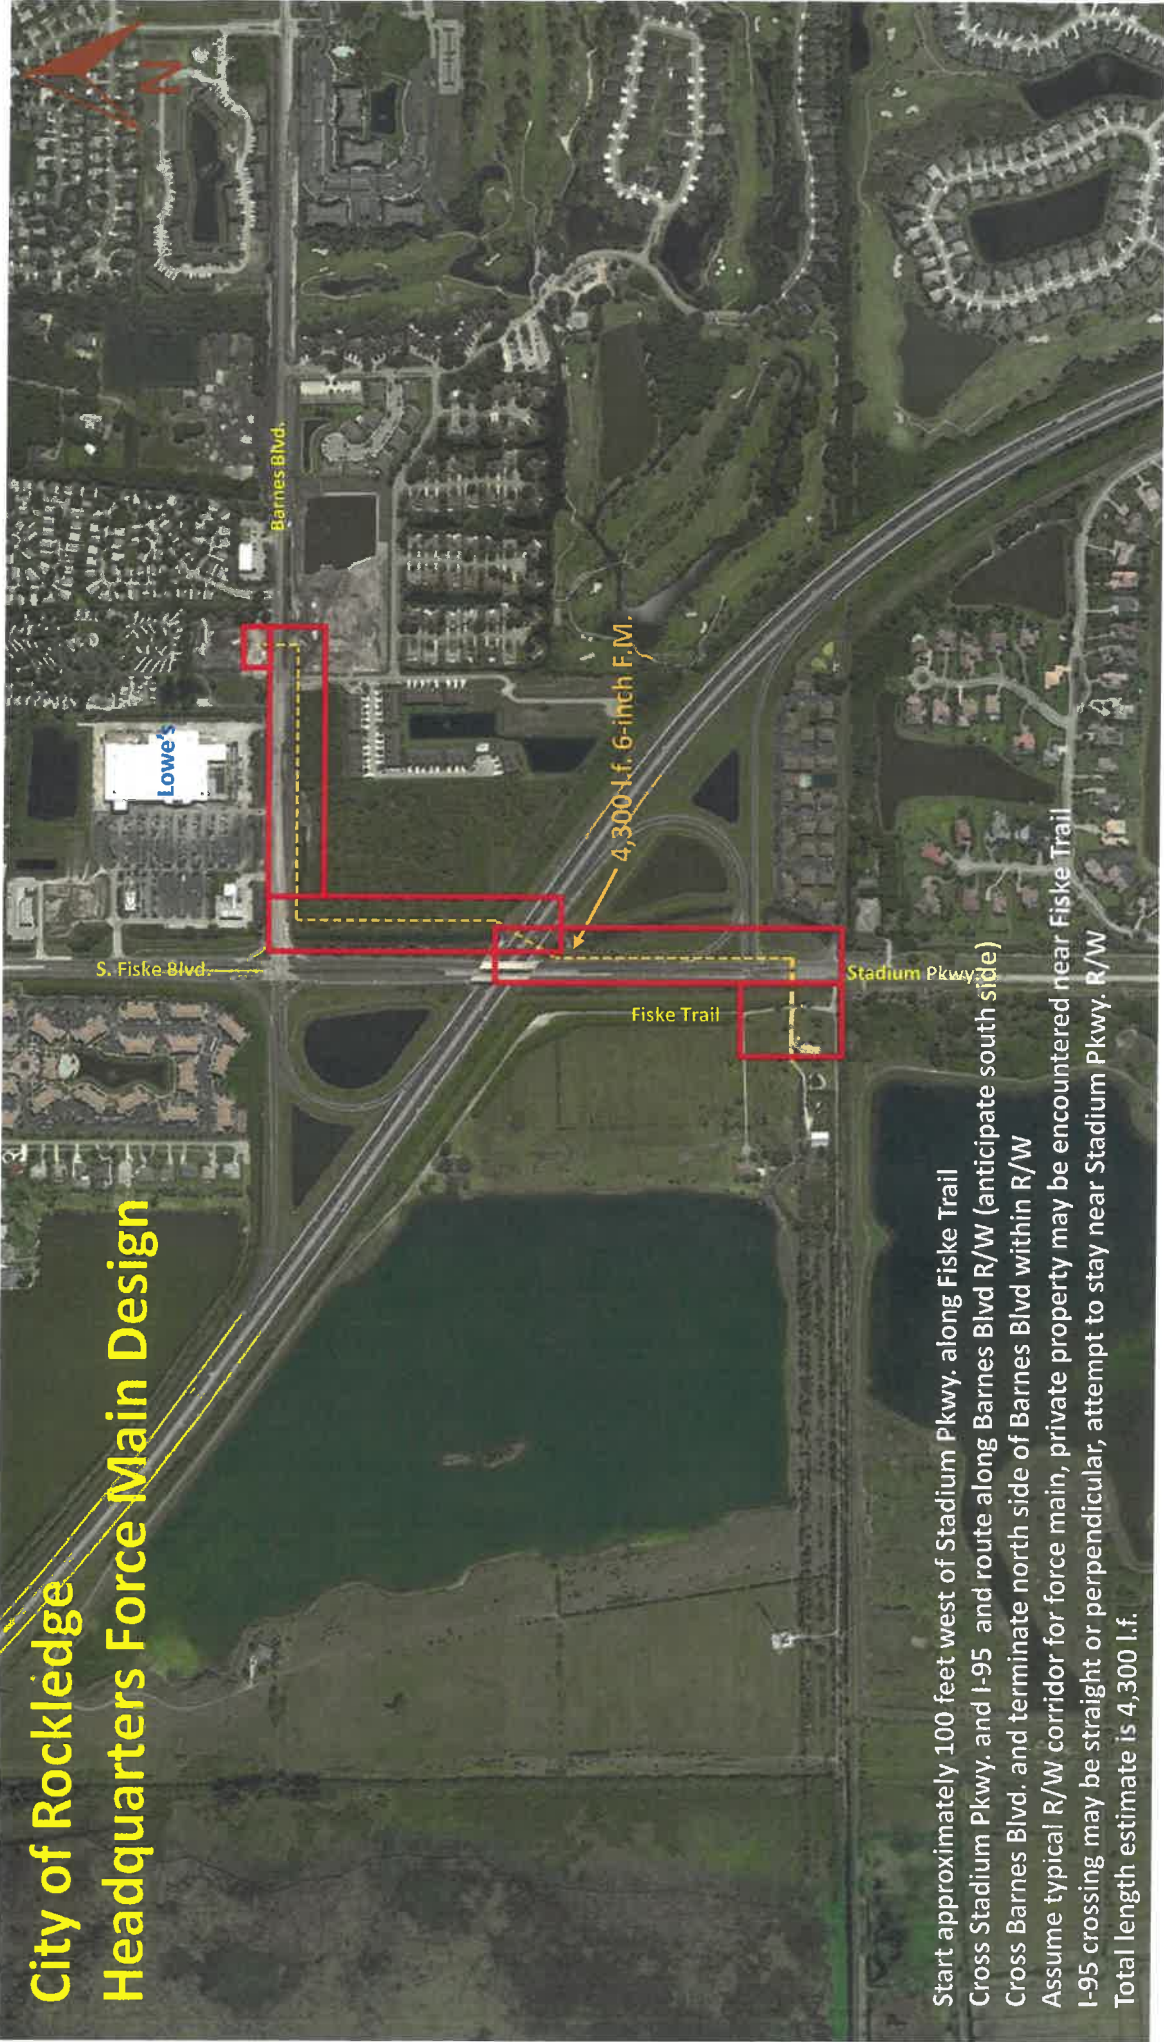 City of Rockledge
Headquarters Force Main Design
N
Lowe's
Barnes Blvd.
S. Fiske Blvd.
4,300 l.f. 6-inch F.M.
Fiske Trail
Stadium Pkwy.
Start approximately 100 feet west of Stadium Pkwy. along Fiske Trail
Cross Stadium Pkwy. and I-95 and route along Barnes Blvd R/W (anticipate south side)
Cross Barnes Blvd. and terminate north side of Barnes Blvd within R/W
Assume typical R/W corridor for force main, private property may be encountered near Fiske Trail
I-95 crossing may be straight or perpendicular, attempt to stay near Stadium Pkwy. R/W
Total length estimate is 4,300 l.f.